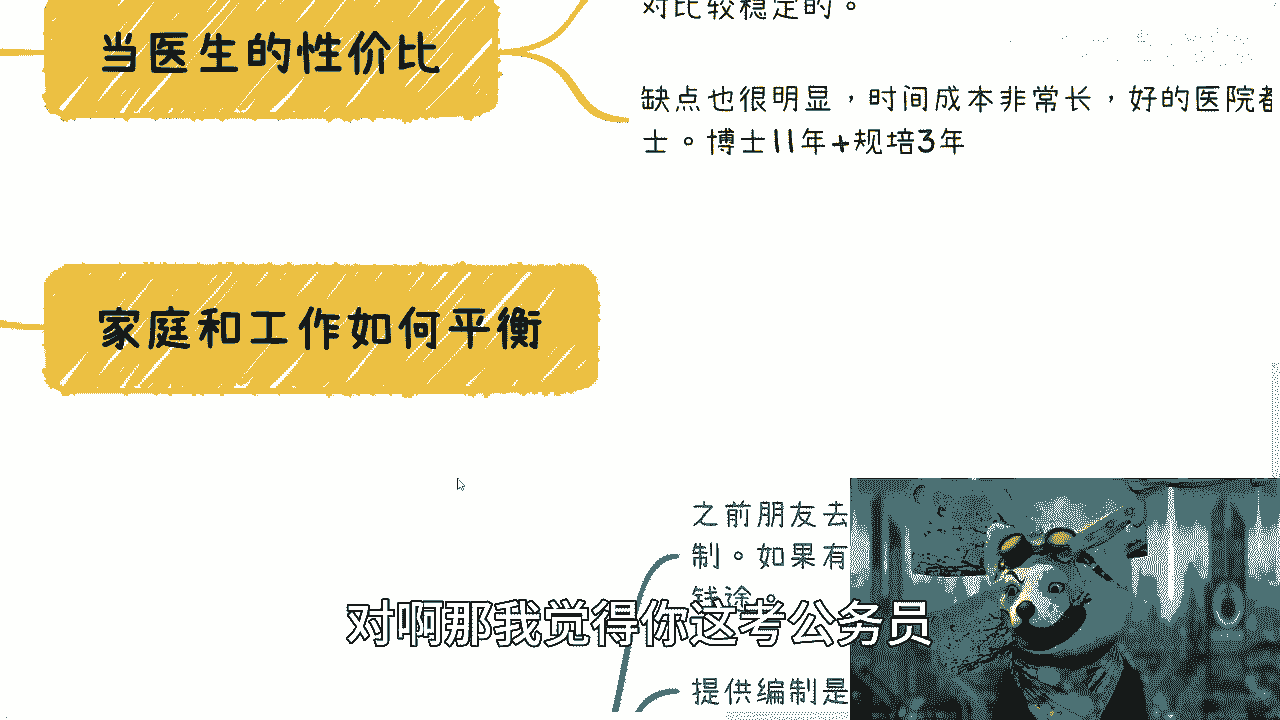 对比较稳定的。
当医生的性价比
缺点也很明显，时间成本非常长，好的医院都
士。博士11年+规培3年
家庭和工作如何平衡
之前朋友去
制。如果有
钱途。
对啊那我觉得你这考公务员
提供编制是